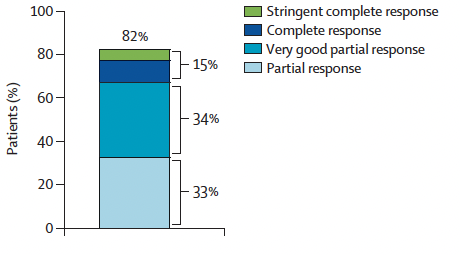 Patients (%)
100
80
60
40
20
0
82%
15%
34%
33%
Stringent complete response
Complete response
Very good partial response
Partial response